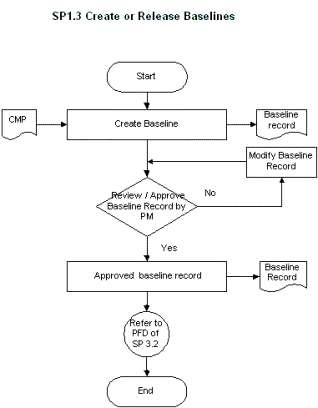 SP1.3 Create or Release Baselines
Start
CMP
Create Baseline
Baseline
record
Modify Baseline
Record
Review / Approve
Baseline Record by
PM
No
Yes
Approved baseline record
Baseline
Record
Refer to
PFD of
SP 3.2
End